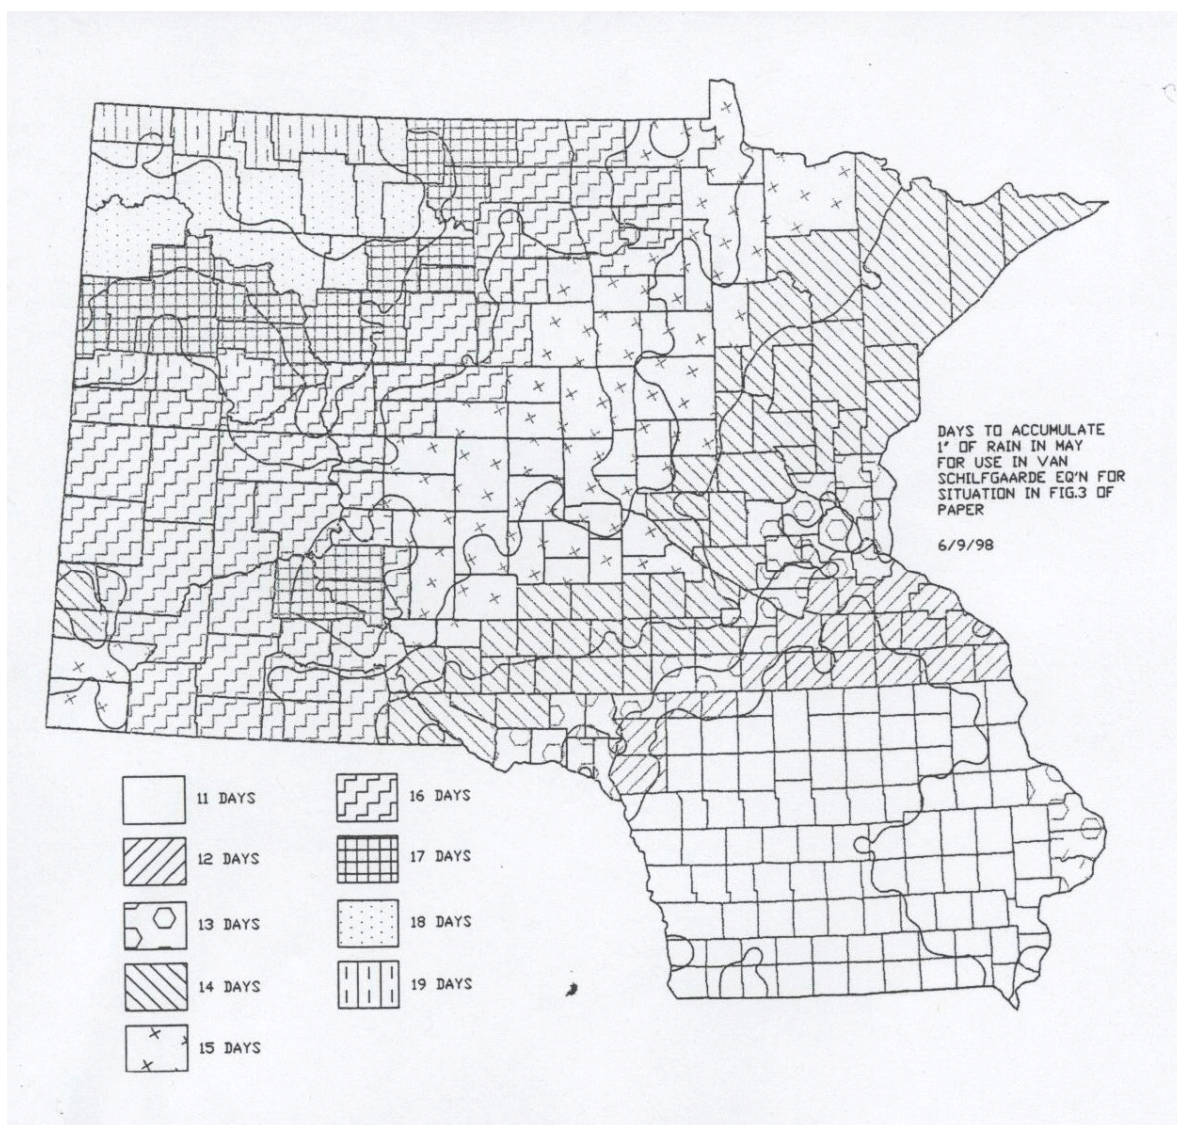 DAYS TO ACCUMULATE
1" OF RAIN IN MAY
FOR USE IN VAN
SCHILFGAARDE EQ'N FOR
SITUATION IN FIG.3 OF
PAPER
6/9/98
11 DAYS
12 DAYS
13 DAYS
14 DAYS
15 DAYS
16 DAYS
17 DAYS
18 DAYS
19 DAYS